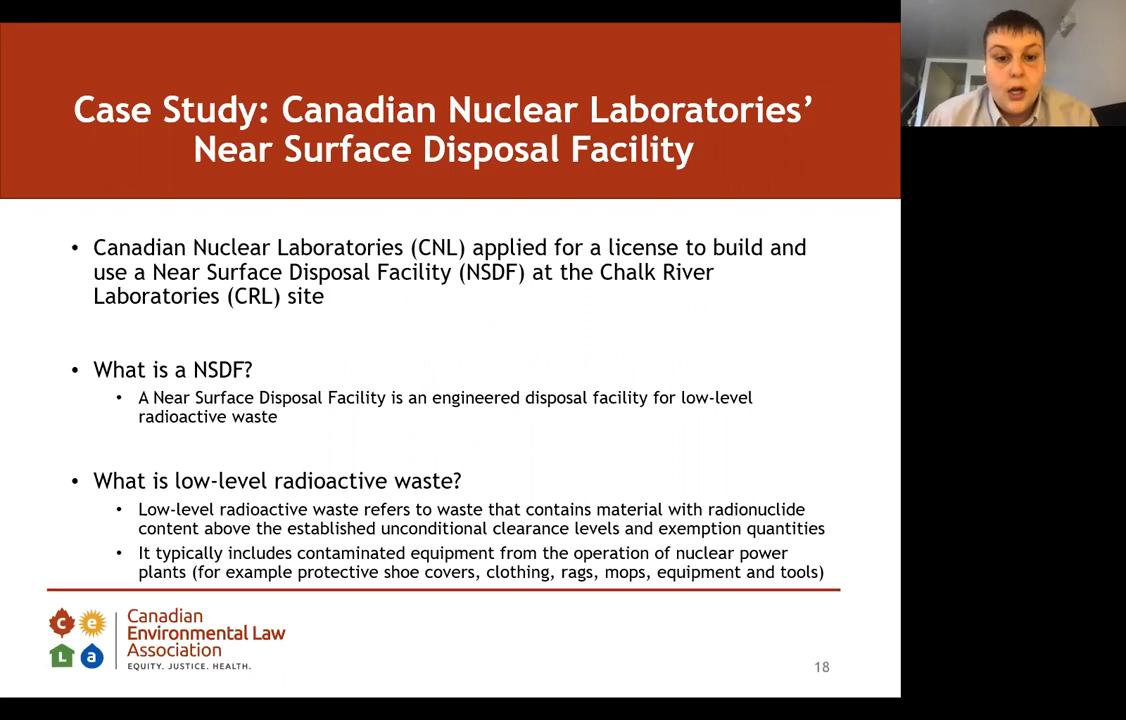 Case Study: Canadian Nuclear Laboratories’
Near Surface Disposal Facility
• Canadian Nuclear Laboratories (CNL) applied for a license to build and
use a Near Surface Disposal Facility (NSDF) at the Chalk River
Laboratories (CRL) site
• What is a NSDF?
• A Near Surface Disposal Facility is an engineered disposal facility for low-level
radioactive waste
• What is low-level radioactive waste?
• Low-level radioactive waste refers to waste that contains material with radionuclide
content above the established unconditional clearance levels and exemption quantities
• It typically includes contaminated equipment from the operation of nuclear power
plants (for example protective shoe covers, clothing, rags, mops, equipment and tools)
c e
L a
Canadian
Environmental Law
Association
EQUITY. JUSTICE. HEALTH.
18